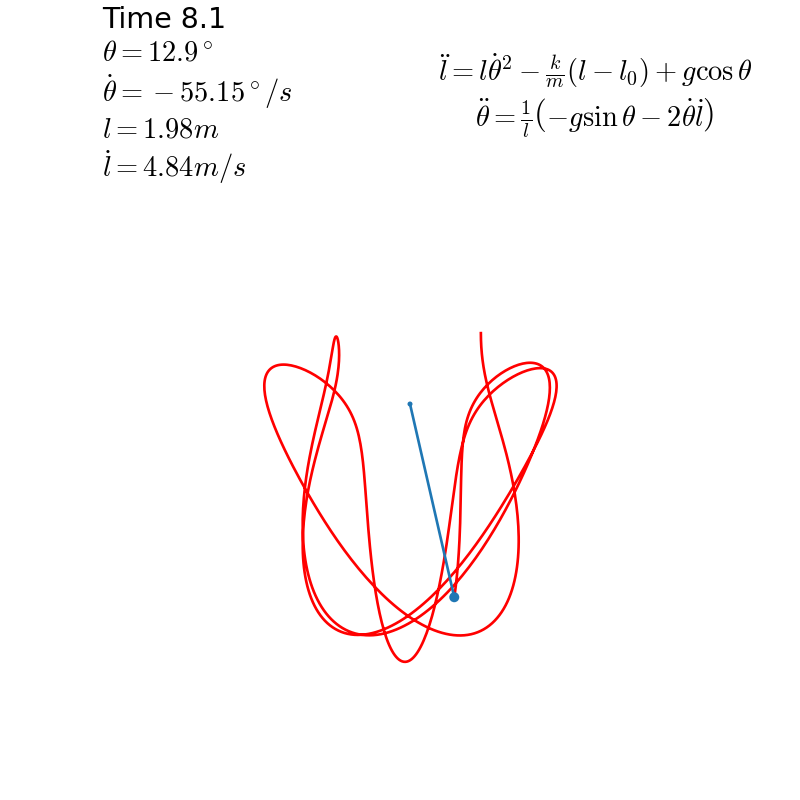 Time 8.1
θ = 12.9°
θ̇ = −55.15°/s
l = 1.98m
l̇ = 4.84m/s
l̈ = lθ̇² − k/m(l − l₀) + g cos θ
θ̈ = 1/l(−g sin θ − 2θ̇l̇)